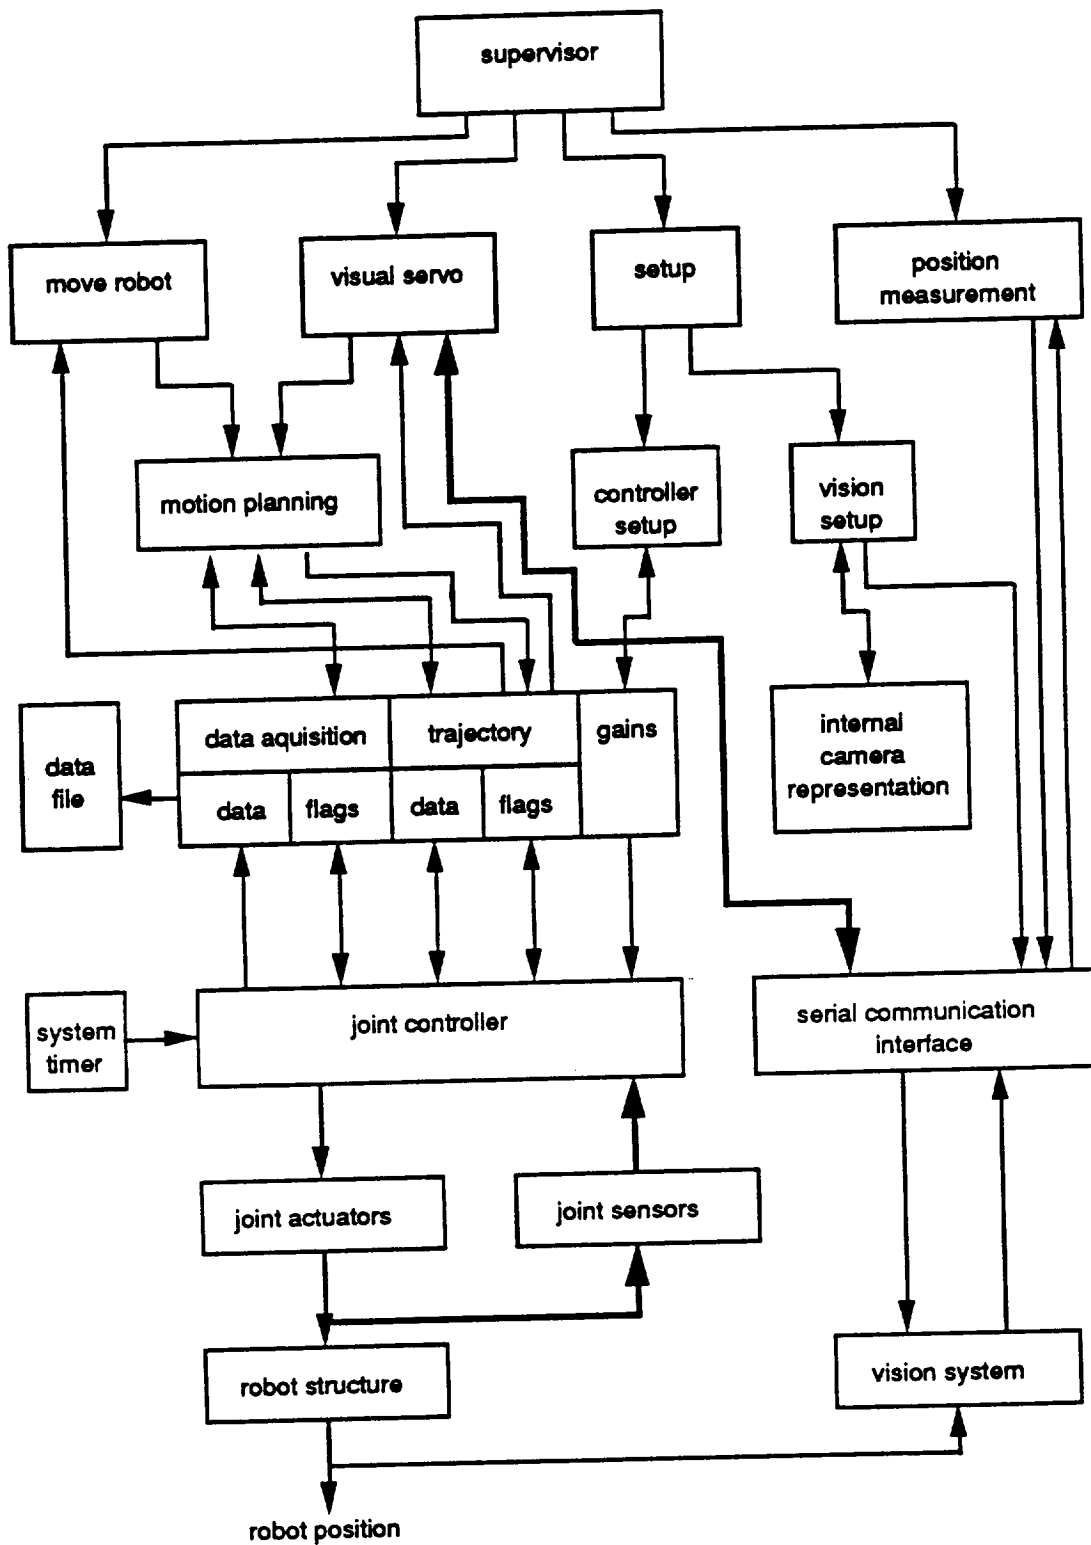 supervisor
move robot
visual servo
setup
position
measurement
motion planning
controller
setup
vision
setup
data
file
data aquisition
trajectory
gains
data
flags
data
flags
internal
camera
representation
system
timer
joint controller
serial communication
interface
joint actuators
joint sensors
robot structure
vision system
robot position